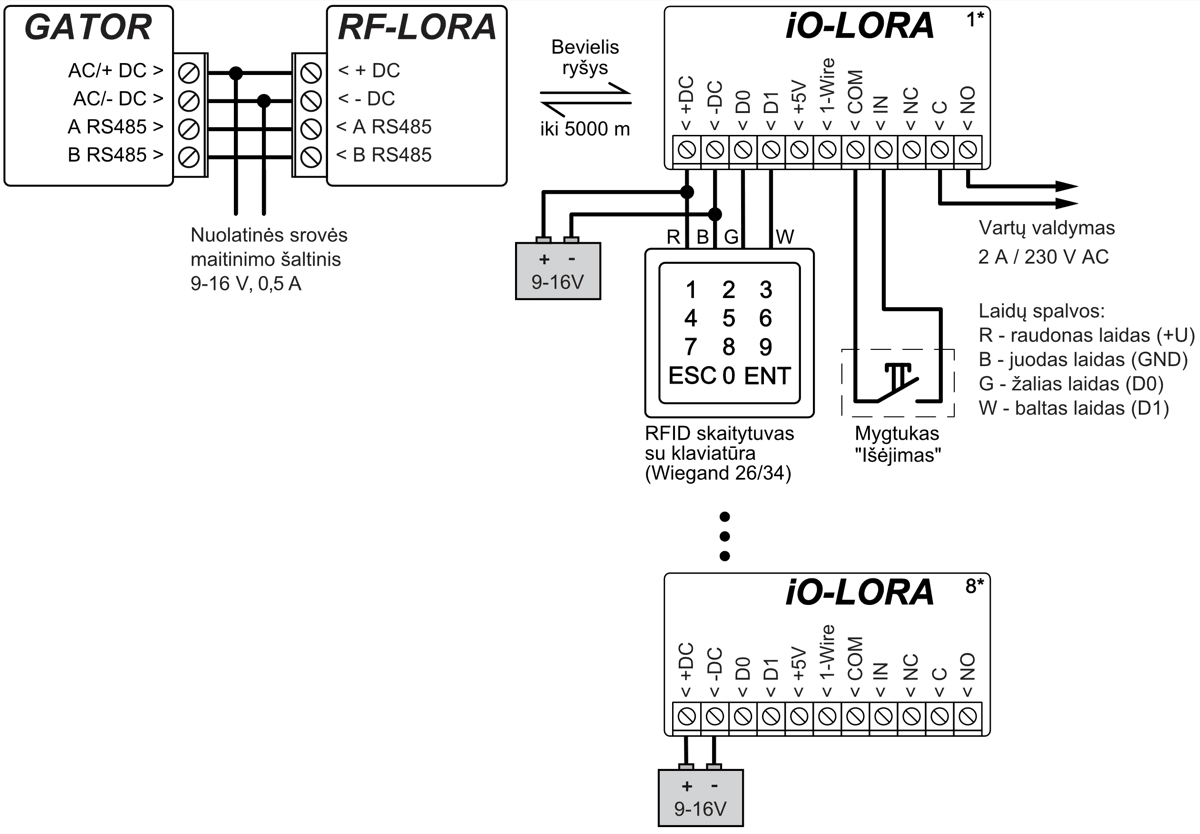 GATOR
AC/+ DC >
AC/- DC >
A RS485 >
B RS485 >
RF-LORA
< + DC
< - DC
< A RS485
< B RS485
Nuolatinės srovės
maitinimo šaltinis
9-16 V, 0,5 A
Bevielis
ryšys
iki 5000 m
iO-LORA
1*
< +DC
< -DC
< D0
< D1
< +5V
< 1-Wire
< COM
< IN
< NC
< C
< NO
+ -
9-16V
R B G W
1 2 3
4 5 6
7 8 9
ESC 0 ENT
RFID skaitytuvas
su klaviatūra
(Wiegand 26/34)
Mygtukas
"Išėjimas"
Vartų valdymas
2 A / 230 V AC
Laidų spalvos:
R - raudonas laidas (+U)
B - juodas laidas (GND)
G - žalias laidas (D0)
W - baltas laidas (D1)
iO-LORA
8*
< +DC
< -DC
< D0
< D1
< +5V
< 1-Wire
< COM
< IN
< NC
< C
< NO
+ -
9-16V